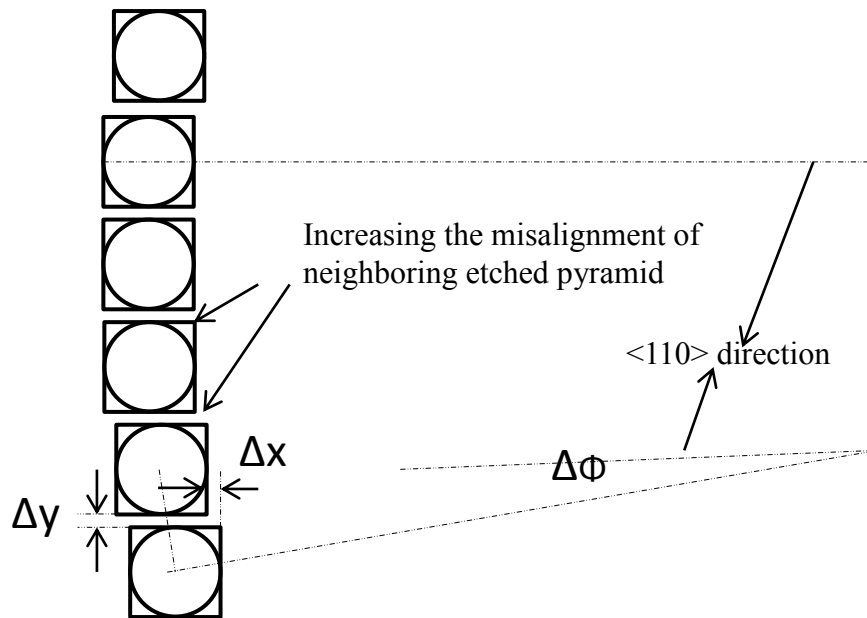 Increasing the misalignment of
neighboring etched pyramid
<110> direction
Δx
ΔΦ
Δy